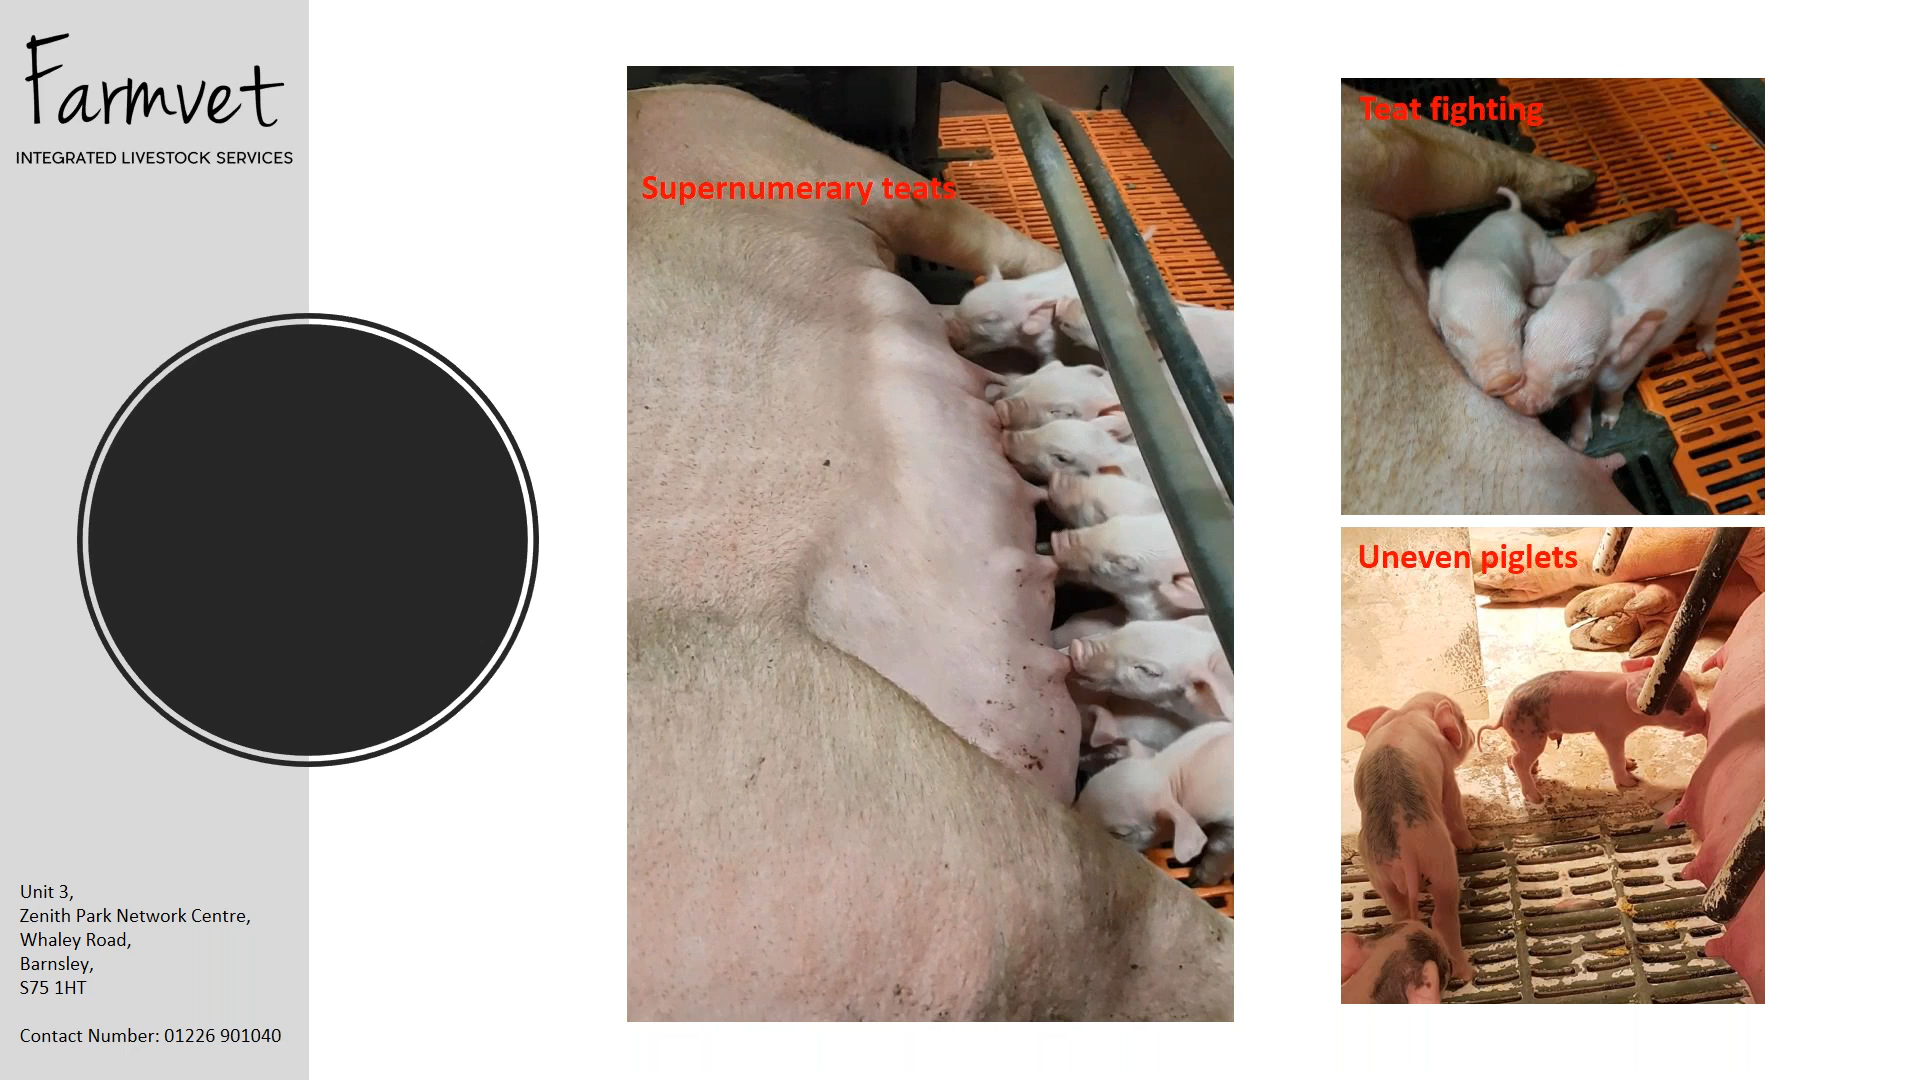 Farmvet
INTEGRATED LIVESTOCK SERVICES
Supernumerary teats
Teat fighting
Uneven piglets
Unit 3,
Zenith Park Network Centre,
Whaley Road,
Barnsley,
S75 1HT
Contact Number: 01226 901040